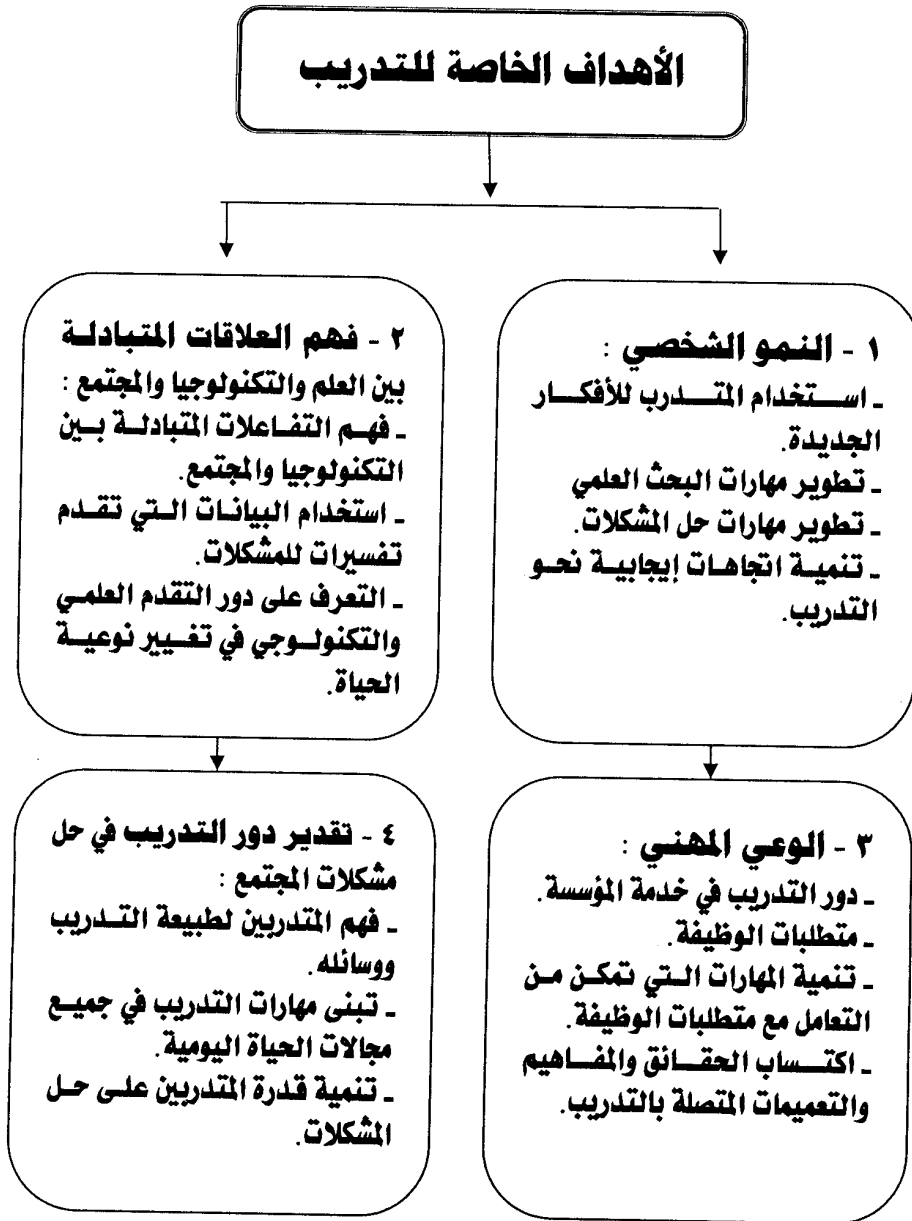 الأهداف الخاصة للتدريب
١ - النمو الشخصي :
ـ استخدام المتدرب للأفكار
الجديدة.
ـ تطوير مهارات البحث العلمي
ـ تطوير مهارات حل المشكلات.
ـ تنمية اتجاهات إيجابية نحو
التدريب.
٢ - فهم العلاقات المتبادلة
بين العلم والتكنولوجيا والمجتمع :
ـ فهم التفاعلات المتبادلة بين
التكنولوجيا والمجتمع.
ـ استخدام البيانات التي تقدم
تفسيرات للمشكلات.
ـ التعرف على دور التقدم العلمي
والتكنولوجي في تغيير نوعية
الحياة.
٣ - الوعي المهني :
ـ دور التدريب في خدمة المؤسسة.
ـ متطلبات الوظيفة.
ـ تنمية المهارات التي تمكن من
التعامل مع متطلبات الوظيفة.
ـ اكتساب الحقائق والمفاهيم
والتعميمات المتصلة بالتدريب.
٤ - تقدير دور التدريب في حل
مشكلات المجتمع :
ـ فهم المتدربين لطبيعة التدريب
ووسائله.
ـ تبنى مهارات التدريب في جميع
مجالات الحياة اليومية.
ـ تنمية قدرة المتدربين على حل
المشكلات.